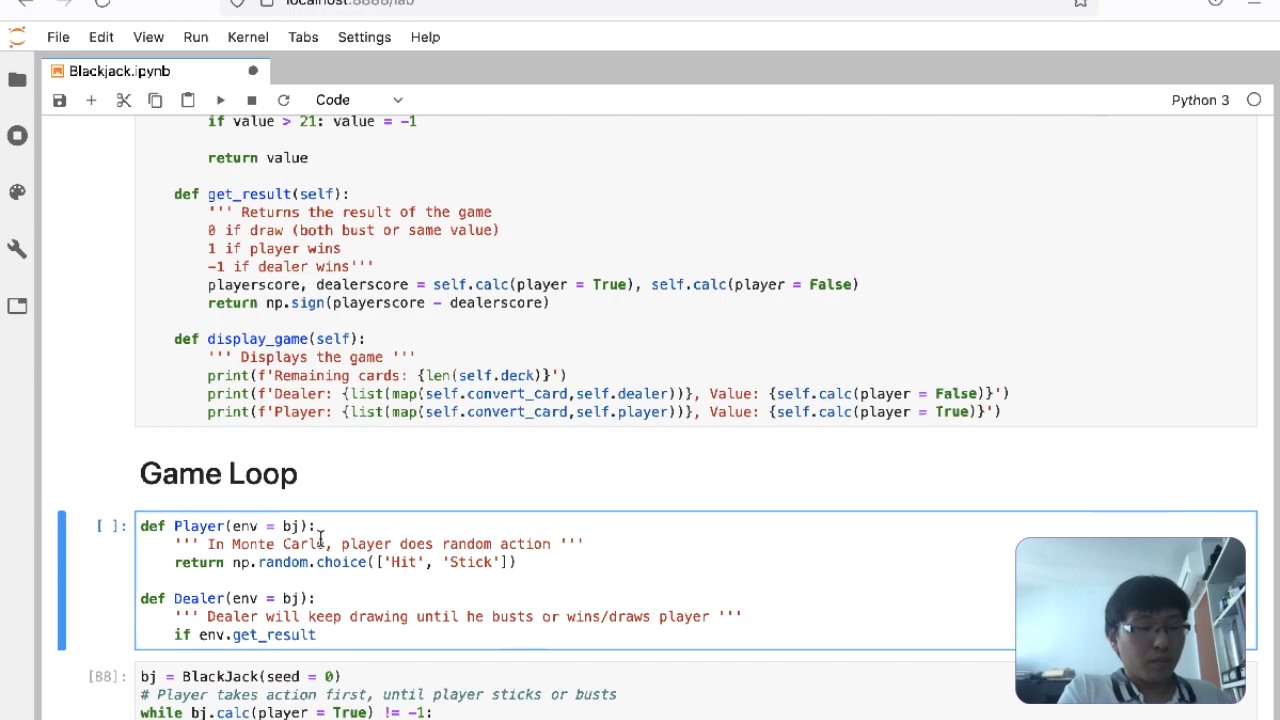 localhost:8888/lab
File Edit View Run Kernel Tabs Settings Help
Blackjack.ipynb
Code
Python 3
if value > 21: value = -1
return value
def get_result(self):
''' Returns the result of the game
0 if draw (both bust or same value)
1 if player wins
-1 if dealer wins'''
playerscore, dealerscore = self.calc(player = True), self.calc(player = False)
return np.sign(playerscore - dealerscore)
def display_game(self):
''' Displays the game '''
print(f'Remaining cards: {len(self.deck)}')
print(f'Dealer: {list(map(self.convert_card,self.dealer))}, Value: {self.calc(player = False)}')
print(f'Player: {list(map(self.convert_card,self.player))}, Value: {self.calc(player = True)}')
Game Loop
[ ]: def Player(env = bj):
''' In Monte Carlo, player does random action '''
return np.random.choice(['Hit', 'Stick'])
def Dealer(env = bj):
''' Dealer will keep drawing until he busts or wins/draws player '''
if env.get_result
[88]: bj = BlackJack(seed = 0)
# Player takes action first, until player sticks or busts
while bj.calc(player = True) != -1: